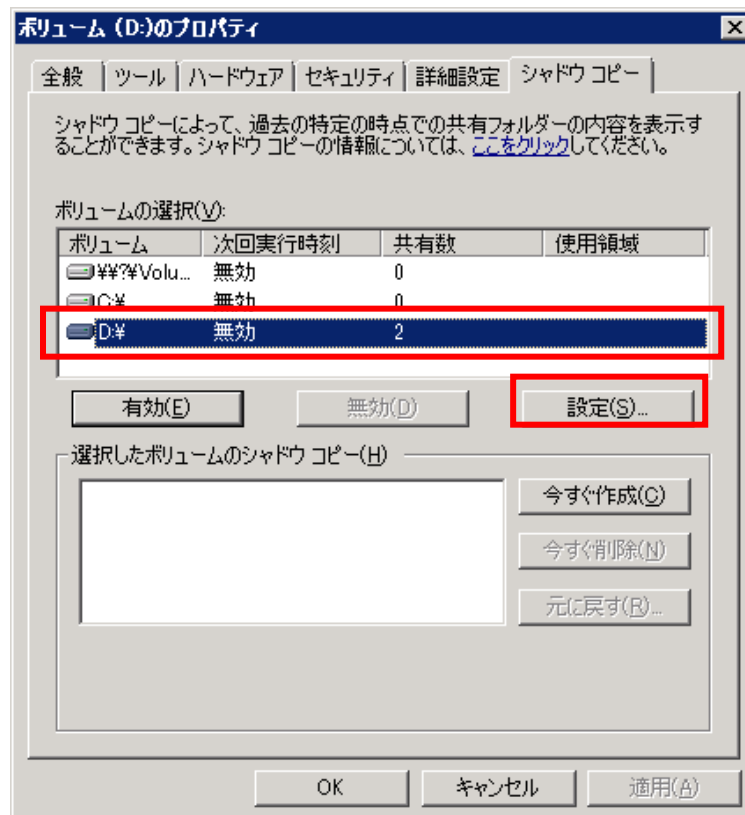 ボリューム (D:)のプロパティ
全般 ツール ハードウェア セキュリティ 詳細設定 シャドウ コピー
シャドウ コピーによって、過去の特定の時点での共有フォルダーの内容を表示す
ることができます。シャドウ コピーの情報については、ここをクリックしてください。
ボリュームの選択(V):
ボリューム 次回実行時刻 共有数 使用領域
¥¥?¥Volu... 無効 0
C:¥ 無効 0
D:¥ 無効 2
有効(E) 無効(D) 設定(S)...
選択したボリュームのシャドウ コピー(H)
今すぐ作成(C)
今すぐ削除(N)
元に戻す(R)...
OK キャンセル 適用(A)